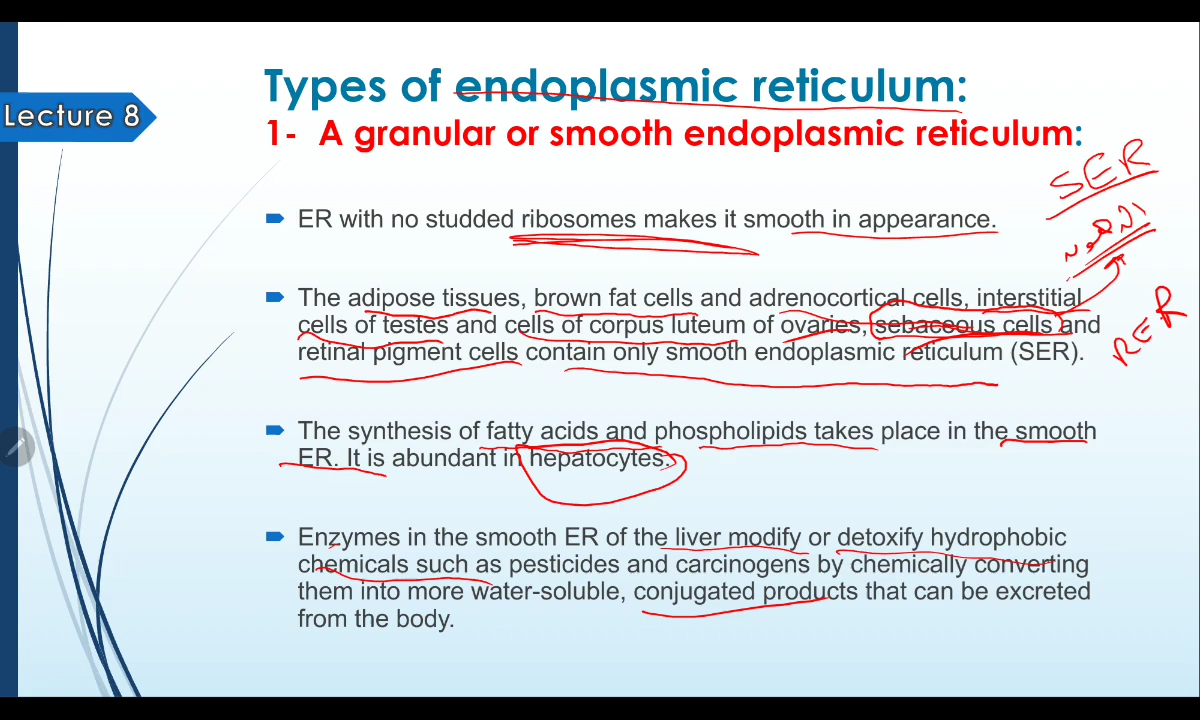 Types of endoplasmic reticulum:
Lecture 8
1- A granular or smooth endoplasmic reticulum:
SER
ER with no studded ribosomes makes it smooth in appearance.
The adipose tissues, brown fat cells and adrenocortical cells, interstitial
cells of testes and cells of corpus luteum of ovaries, sebaceous cells and
retinal pigment cells contain only smooth endoplasmic reticulum (SER).
RER
The synthesis of fatty acids and phospholipids takes place in the smooth
ER. It is abundant in hepatocytes.
Enzymes in the smooth ER of the liver modify or detoxify hydrophobic
chemicals such as pesticides and carcinogens by chemically converting
them into more water-soluble, conjugated products that can be excreted
from the body.